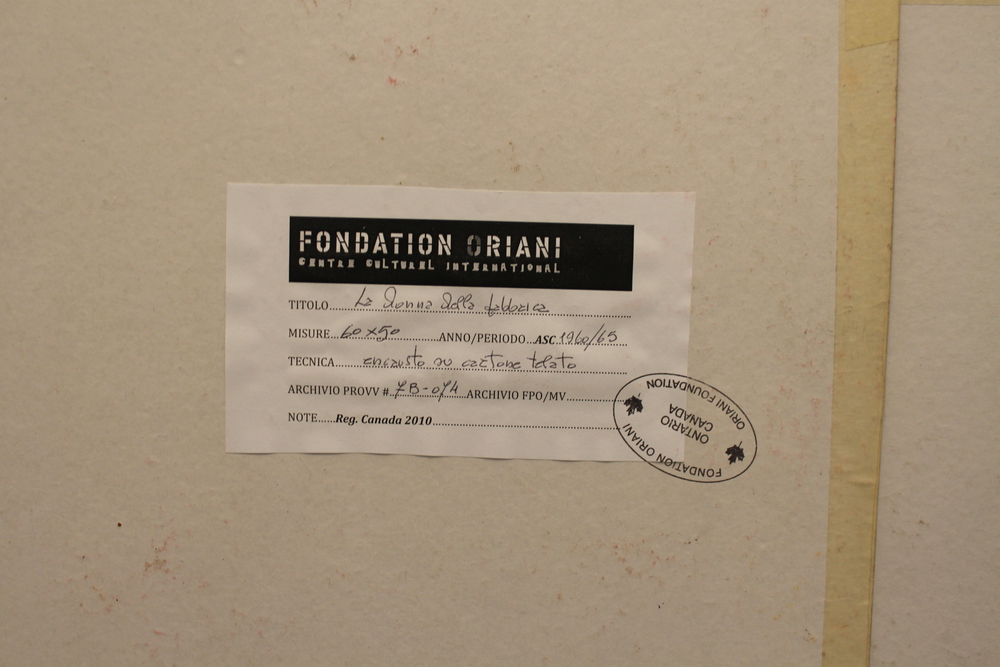 FONDATION ORIANI
CENTRE CULTUREL INTERNATIONAL
TITOLO.....La donna della fabbrica
MISURE...60x50..........ANNO/PERIODO...ASC.1960/65
TECNICA.....encausto su cartone telato
ARCHIVIO PROVV #..ZB-074..ARCHIVIO FPO/MV..........
NOTE.....Reg. Canada 2010..........
ORIANI FOUNDATION
ONTARIO
CANADA
FONDATION ORIANI